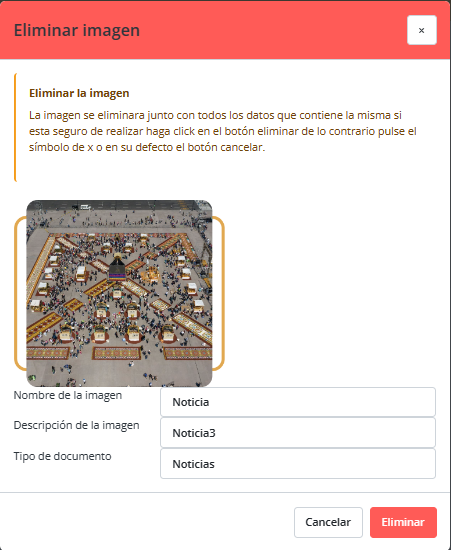 Eliminar imagen
×
Eliminar la imagen
La imagen se eliminara junto con todos los datos que contiene la misma si
esta seguro de realizar haga click en el botón eliminar de lo contrario pulse el
símbolo de x o en su defecto el botón cancelar.
Nombre de la imagen
Noticia
Descripción de la imagen
Noticia3
Tipo de documento
Noticias
Cancelar
Eliminar